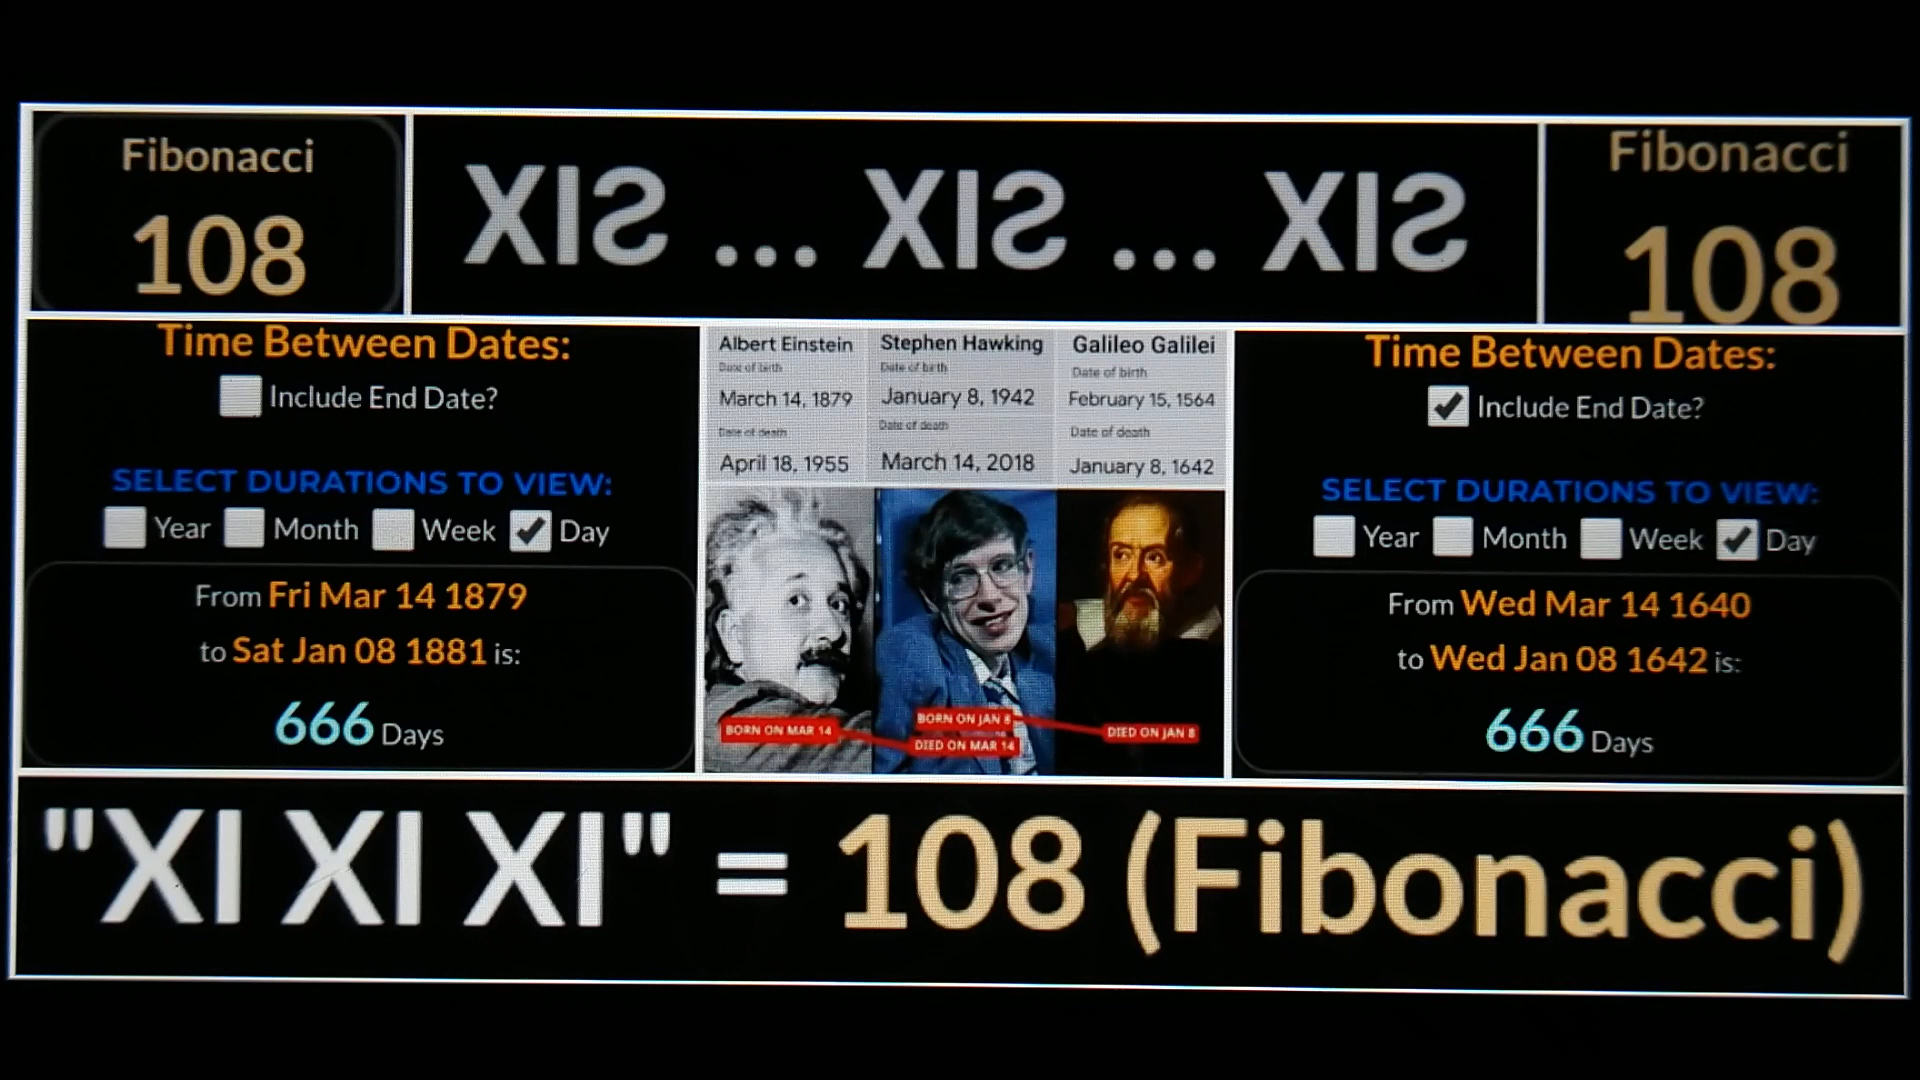 Fibonacci
108
XIS ... XIS ... XIS
Fibonacci
108
Time Between Dates:
Include End Date?
SELECT DURATIONS TO VIEW:
Year Month Week Day
From Fri Mar 14 1879
to Sat Jan 08 1881 is:
666 Days
Albert Einstein
Date of birth
March 14, 1879
Date of death
April 18, 1955
Stephen Hawking
Date of birth
January 8, 1942
Date of death
March 14, 2018
Galileo Galilei
Date of birth
February 15, 1564
Date of death
January 8, 1642
BORN ON MAR 14
BORN ON JAN 8
DIED ON MAR 14
DIED ON JAN 8
Time Between Dates:
Include End Date?
SELECT DURATIONS TO VIEW:
Year Month Week Day
From Wed Mar 14 1640
to Wed Jan 08 1642 is:
666 Days
"XI XI XI" = 108 (Fibonacci)